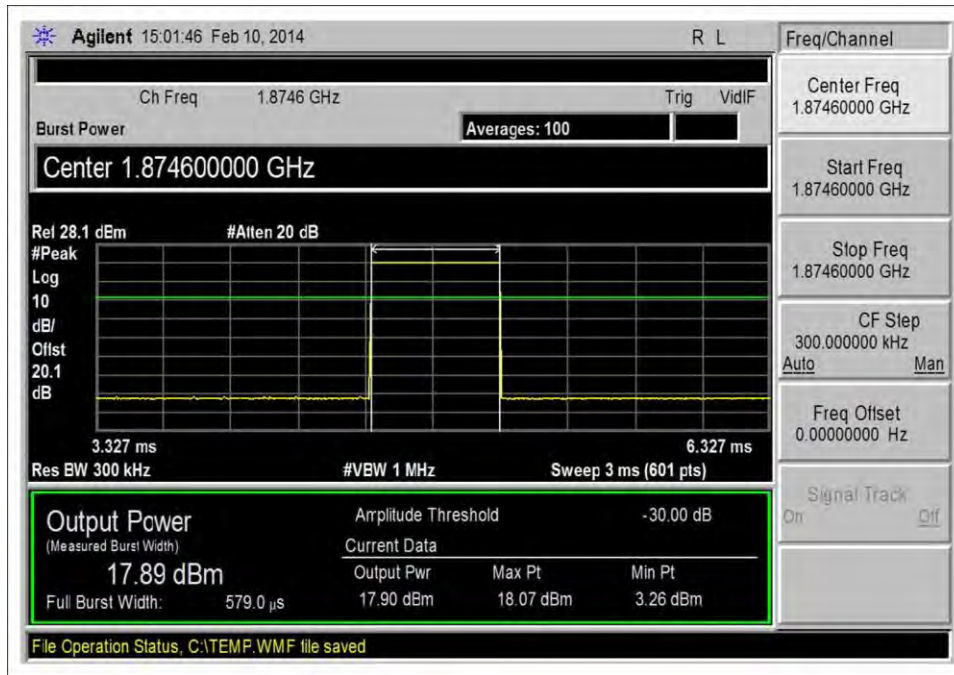 Agilent 15:01:46 Feb 10, 2014 R L
Ch Freq 1.8746 GHz Trig VidIF
Burst Power Averages: 100
Center 1.874600000 GHz
Ref 28.1 dBm #Atten 20 dB
#Peak
Log
10
dB/
Offst
20.1
dB
3.327 ms 6.327 ms
Res BW 300 kHz #VBW 1 MHz Sweep 3 ms (601 pts)
Output Power
(Measured Burst Width)
17.89 dBm
Full Burst Width: 579.0 µs
Amplitude Threshold -30.00 dB
Current Data
Output Pwr Max Pt Min Pt
17.90 dBm 18.07 dBm 3.26 dBm
File Operation Status, C:\TEMP.WMF file saved
Freq/Channel
Center Freq
1.87460000 GHz
Start Freq
1.87460000 GHz
Stop Freq
1.87460000 GHz
CF Step
300.000000 kHz
Auto Man
Freq Offset
0.00000000 Hz
Signal Track
On Off